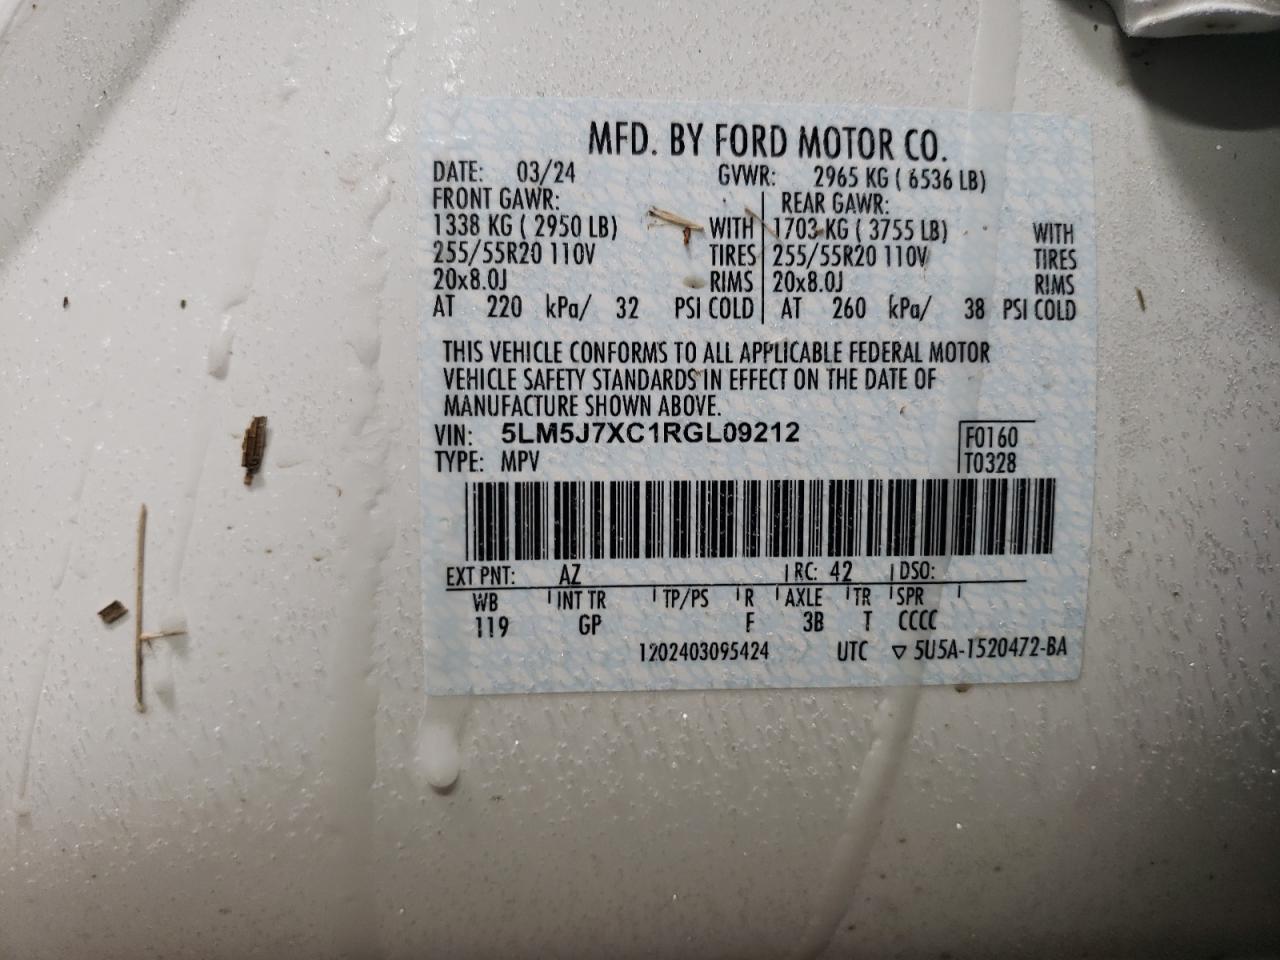 MFD. BY FORD MOTOR CO.
DATE: 03/24 GVWR: 2965 KG ( 6536 LB)
FRONT GAWR: REAR GAWR:
1338 KG ( 2950 LB) WITH 1703 KG ( 3755 LB) WITH
255/55R20 110V TIRES 255/55R20 110V TIRES
20x8.0J RIMS 20x8.0J RIMS
AT 220 kPa/ 32 PSI COLD AT 260 kPa/ 38 PSI COLD
THIS VEHICLE CONFORMS TO ALL APPLICABLE FEDERAL MOTOR
VEHICLE SAFETY STANDARDS IN EFFECT ON THE DATE OF
MANUFACTURE SHOWN ABOVE.
VIN: 5LM5J7XC1RGL09212 F0160
TYPE: MPV T0328
EXT PNT: AZ RC: 42 DSO:
WB INT TR TP/PS R AXLE TR SPR
119 GP F 3B T CCCC
1202403095424 UTC ▽ 5U5A-1520472-BA